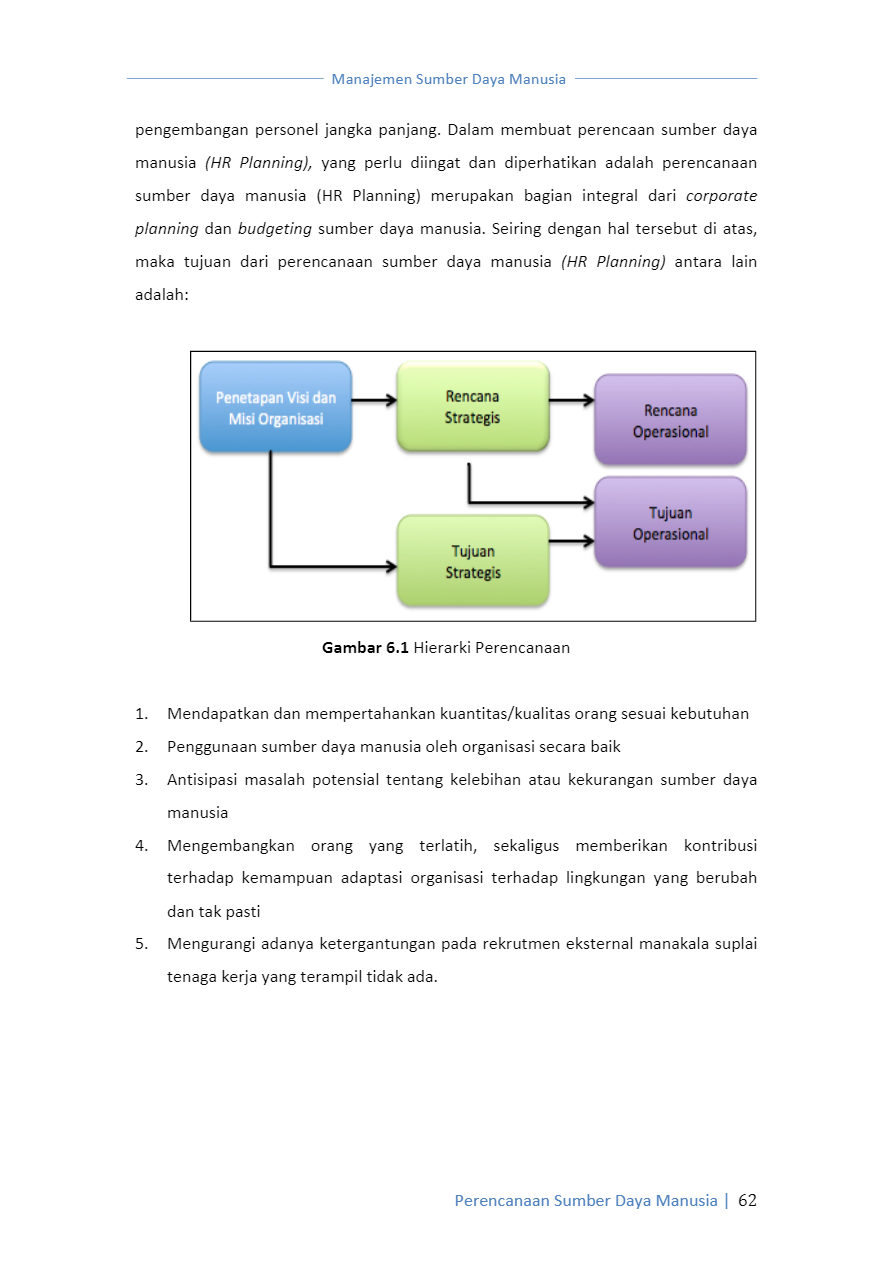 Manajemen Sumber Daya Manusia
pengembangan personel jangka panjang. Dalam membuat perencaan sumber daya
manusia (HR Planning), yang perlu diingat dan diperhatikan adalah perencanaan
sumber daya manusia (HR Planning) merupakan bagian integral dari corporate
planning dan budgeting sumber daya manusia. Seiring dengan hal tersebut di atas,
maka tujuan dari perencanaan sumber daya manusia (HR Planning) antara lain
adalah:
Penetapan Visi dan
Misi Organisasi
Rencana
Strategis
Rencana
Operasional
Tujuan
Operasional
Tujuan
Strategis
Gambar 6.1 Hierarki Perencanaan
1. Mendapatkan dan mempertahankan kuantitas/kualitas orang sesuai kebutuhan
2. Penggunaan sumber daya manusia oleh organisasi secara baik
3. Antisipasi masalah potensial tentang kelebihan atau kekurangan sumber daya
manusia
4. Mengembangkan orang yang terlatih, sekaligus memberikan kontribusi
terhadap kemampuan adaptasi organisasi terhadap lingkungan yang berubah
dan tak pasti
5. Mengurangi adanya ketergantungan pada rekrutmen eksternal manakala suplai
tenaga kerja yang terampil tidak ada.
Perencanaan Sumber Daya Manusia | 62